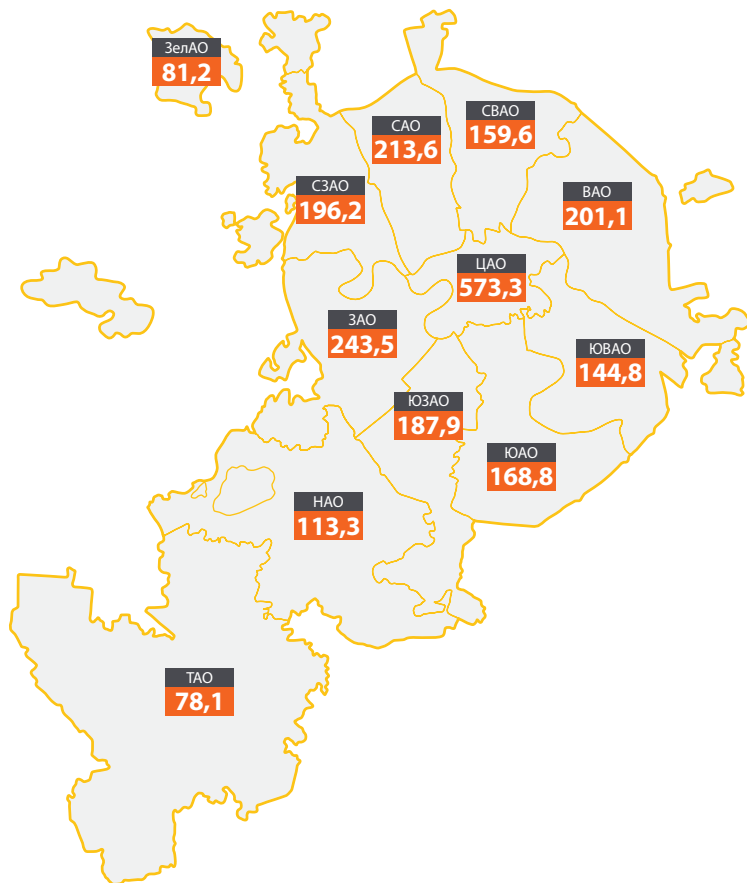 ЗелАО
81,2
САО
213,6
СВАО
159,6
СЗАО
196,2
ВАО
201,1
ЦАО
573,3
ЗАО
243,5
ЮВАО
144,8
ЮЗАО
187,9
ЮАО
168,8
НАО
113,3
ТАО
78,1